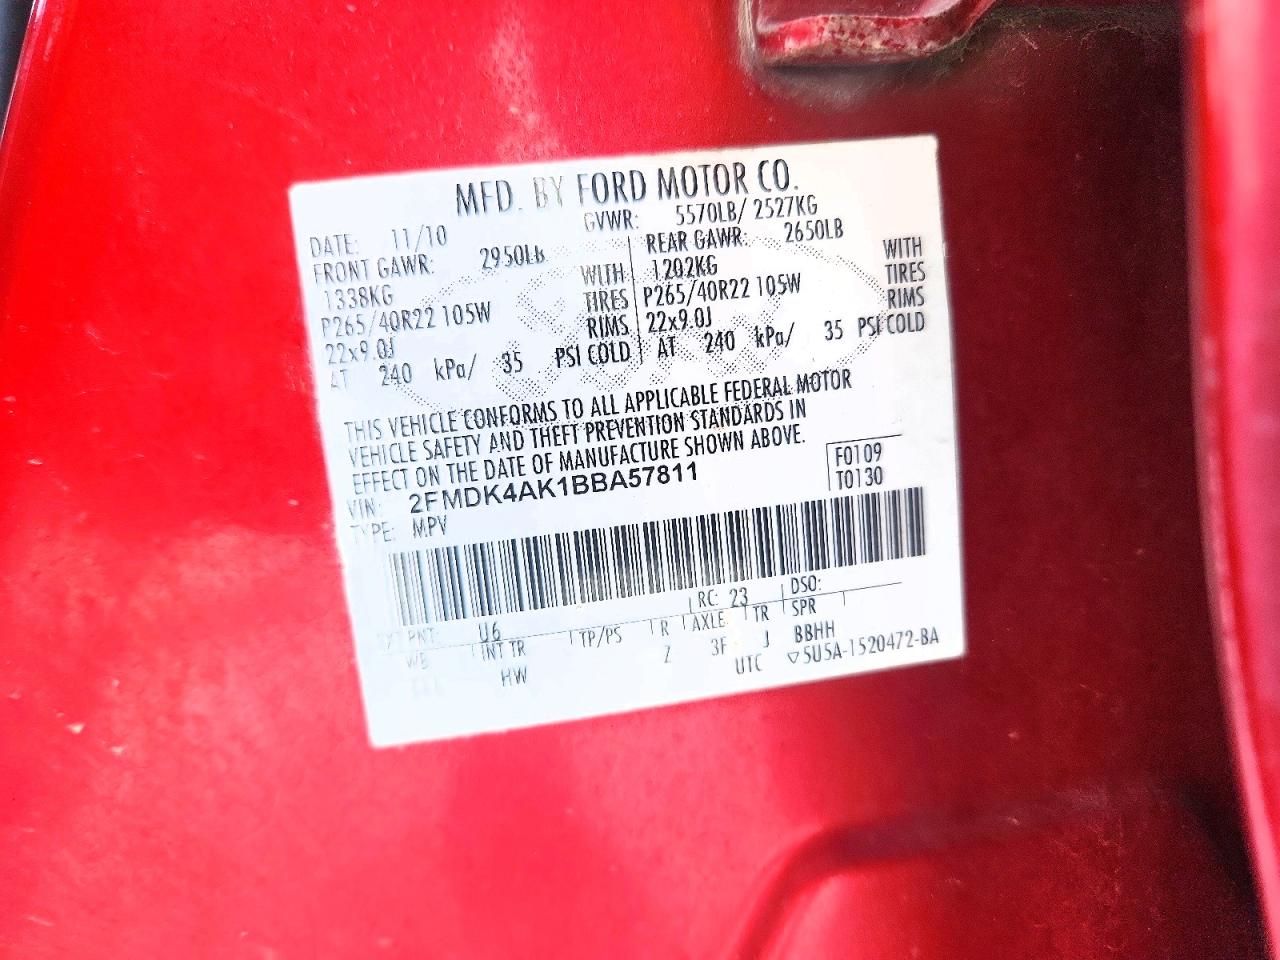 MFD. BY FORD MOTOR CO.
DATE: 11/10 GVWR: 5570LB/ 2527KG
FRONT GAWR: 2950LB REAR GAWR: 2650LB
1338KG WITH 1202KG WITH
P265/40R22 105W TIRES P265/40R22 105W TIRES
22x9.0J RIMS 22x9.0J RIMS
AT 240 kPa/ 35 PSI COLD AT 240 kPa/ 35 PSI COLD
THIS VEHICLE CONFORMS TO ALL APPLICABLE FEDERAL MOTOR
VEHICLE SAFETY AND THEFT PREVENTION STANDARDS IN
EFFECT ON THE DATE OF MANUFACTURE SHOWN ABOVE.
VIN: 2FMDK4AK1BBA57811 F0109
TYPE: MPV T0130
EXT PNT: U6 RC: 23 DSO:
WB INT TR TP/PS R AXLE TR SPR
HW Z 3F J BBHH
UTC ▽5U5A-1520472-BA